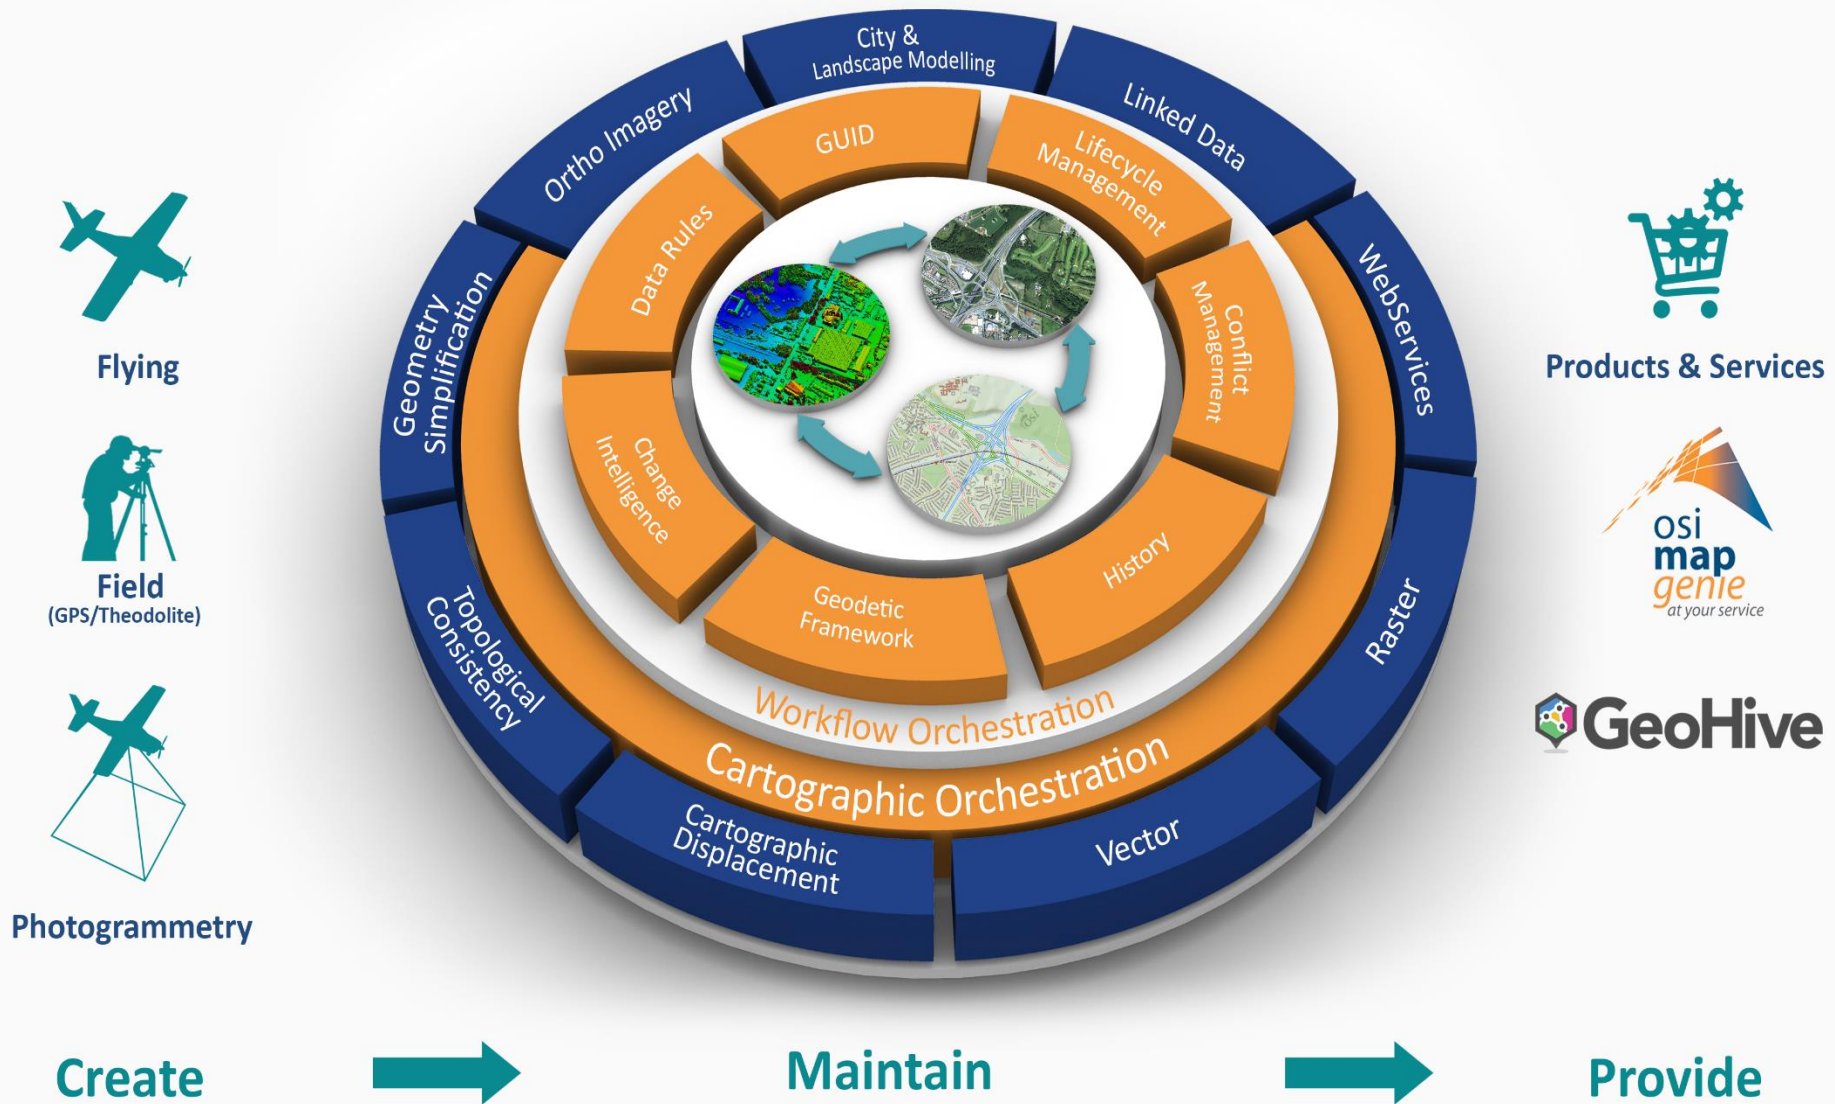 City &
Landscape Modelling
Ortho Imagery
Linked Data
GUID
Lifecycle
Management
Data Rules
Conflict
Management
WebServices
Geometry
Simplification
Change
Intelligence
History
Geodetic
Framework
Topological
Consistency
Raster
Workflow Orchestration
Cartographic Orchestration
Cartographic
Displacement
Vector
Flying
Field
(GPS/Theodolite)
Photogrammetry
Products & Services
osi
map
genie
at your service
GeoHive
Osi
Create
Maintain
Provide